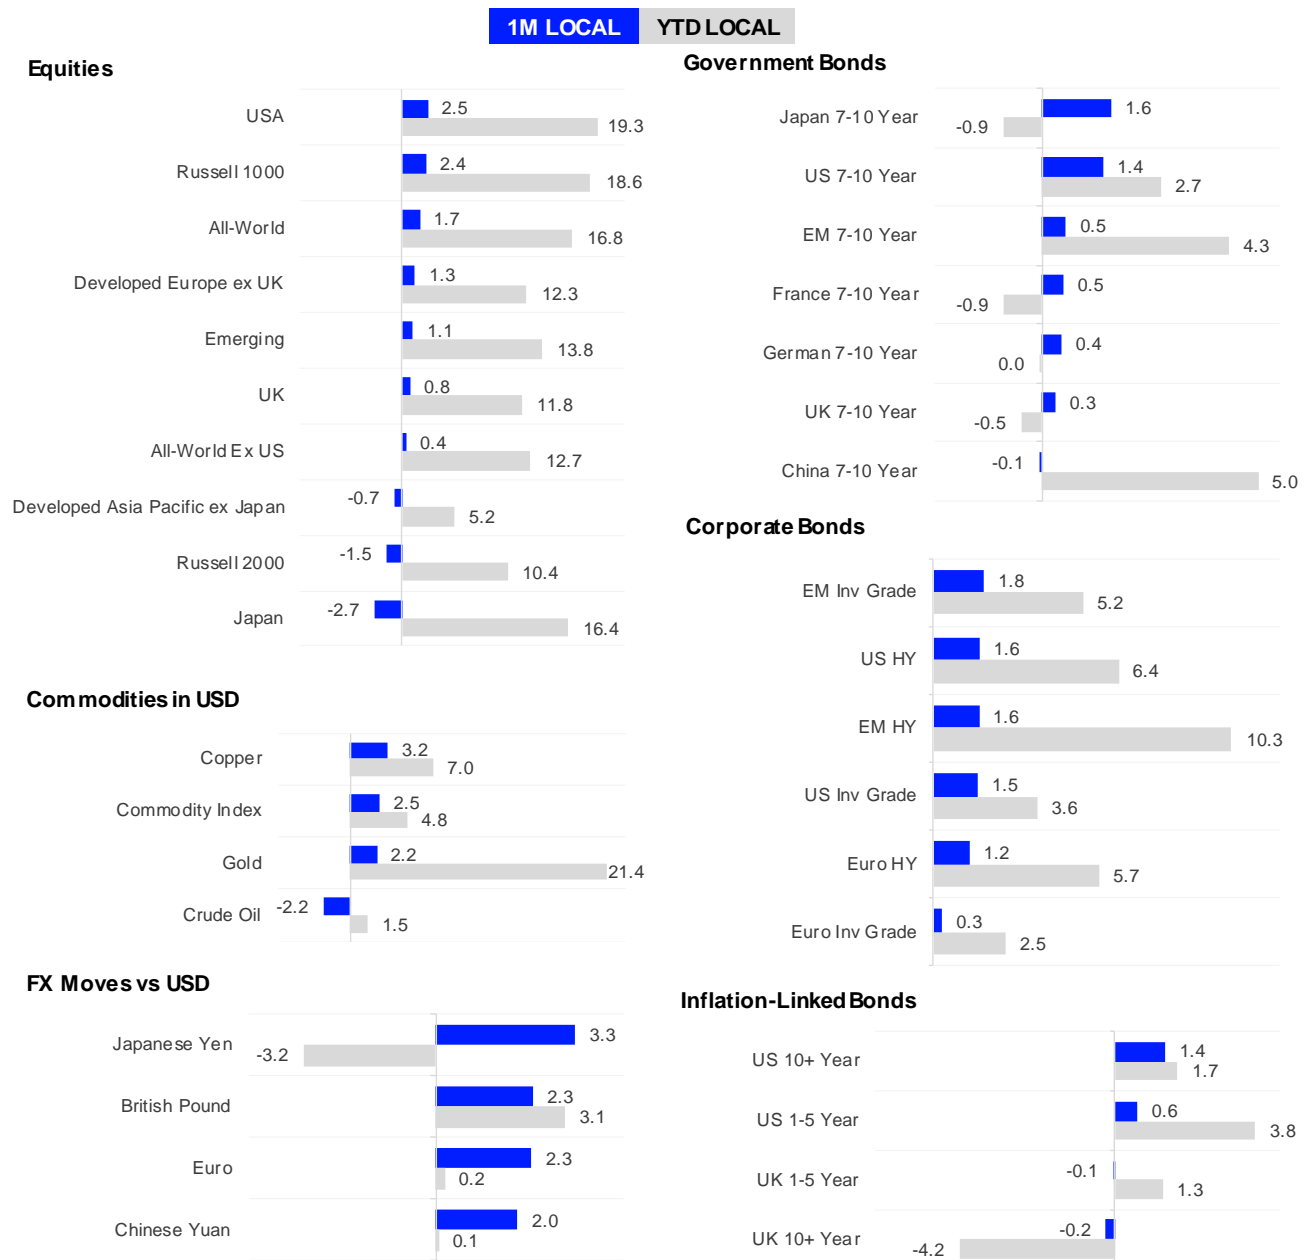 1M LOCAL YTD LOCAL
Equities
USA 2.5 19.3
Russell 1000 2.4 18.6
All-World 1.7 16.8
Developed Europe ex UK 1.3 12.3
Emerging 1.1 13.8
UK 0.8 11.8
All-World Ex US 0.4 12.7
Developed Asia Pacific ex Japan -0.7 5.2
Russell 2000 -1.5 10.4
Japan -2.7 16.4
Commodities in USD
Copper 3.2 7.0
Commodity Index 2.5 4.8
Gold 2.2 21.4
Crude Oil -2.2 1.5
FX Moves vs USD
Japanese Yen 3.3 -3.2
British Pound 2.3 3.1
Euro 2.3 0.2
Chinese Yuan 2.0 0.1
Government Bonds
Japan 7-10 Year 1.6 -0.9
US 7-10 Year 1.4 2.7
EM 7-10 Year 0.5 4.3
France 7-10 Year 0.5 -0.9
German 7-10 Year 0.4 0.0
UK 7-10 Year 0.3 -0.5
China 7-10 Year -0.1 5.0
Corporate Bonds
EM Inv Grade 1.8 5.2
US HY 1.6 6.4
EM HY 1.6 10.3
US Inv Grade 1.5 3.6
Euro HY 1.2 5.7
Euro Inv Grade 0.3 2.5
Inflation-Linked Bonds
US 10+ Year 1.4 1.7
US 1-5 Year 0.6 3.8
UK 1-5 Year -0.1 1.3
UK 10+ Year -0.2 -4.2